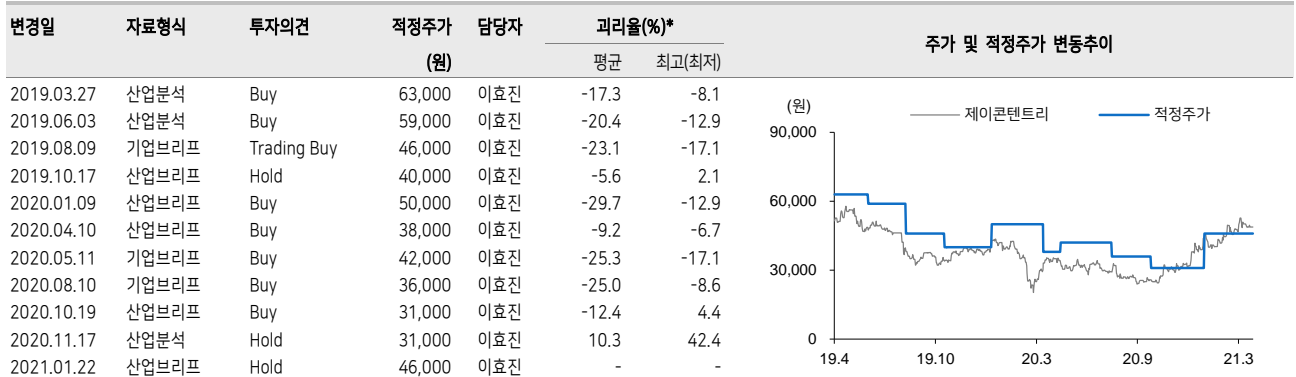 변경일 자료형식 투자의견 적정주가 담당자 괴리율(%)* 주가 및 적정주가 변동추이
(원) 평균 최고(최저)
2019.03.27 산업분석 Buy 63,000 이효진 -17.3 -8.1
2019.06.03 산업분석 Buy 59,000 이효진 -20.4 -12.9
2019.08.09 기업브리프 Trading Buy 46,000 이효진 -23.1 -17.1
2019.10.17 산업브리프 Hold 40,000 이효진 -5.6 2.1
2020.01.09 산업브리프 Buy 50,000 이효진 -29.7 -12.9
2020.04.10 산업브리프 Buy 38,000 이효진 -9.2 -6.7
2020.05.11 기업브리프 Buy 42,000 이효진 -25.3 -17.1
2020.08.10 기업브리프 Buy 36,000 이효진 -25.0 -8.6
2020.10.19 산업브리프 Buy 31,000 이효진 -12.4 4.4
2020.11.17 산업분석 Hold 31,000 이효진 10.3 42.4
2021.01.22 산업브리프 Hold 46,000 이효진 - -
(원) 제이콘텐트리 적정주가
90,000
60,000
30,000
0
19.4 19.10 20.3 20.9 21.3